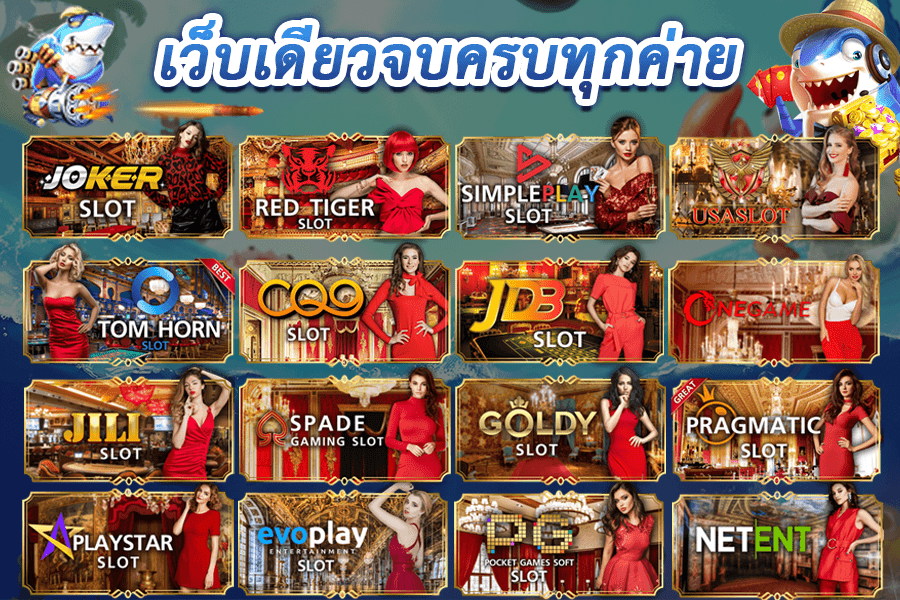 เว็บเดียวจบครบทุกค่าย
JOKER
SLOT
RED TIGER
SLOT
SIMPLEPLAY
SLOT
USASLOT
BEST
TOM HORN
SLOT
CQ9
SLOT
JDB
SLOT
ONEGAME
JILI
SLOT
SPADE
GAMING SLOT
GOLDY
SLOT
GREAT
PRAGMATIC
SLOT
PLAYSTAR
SLOT
evoplay
ENTERTAINMENT
SLOT
PG
POCKET GAMES SOFT
SLOT
NETENT